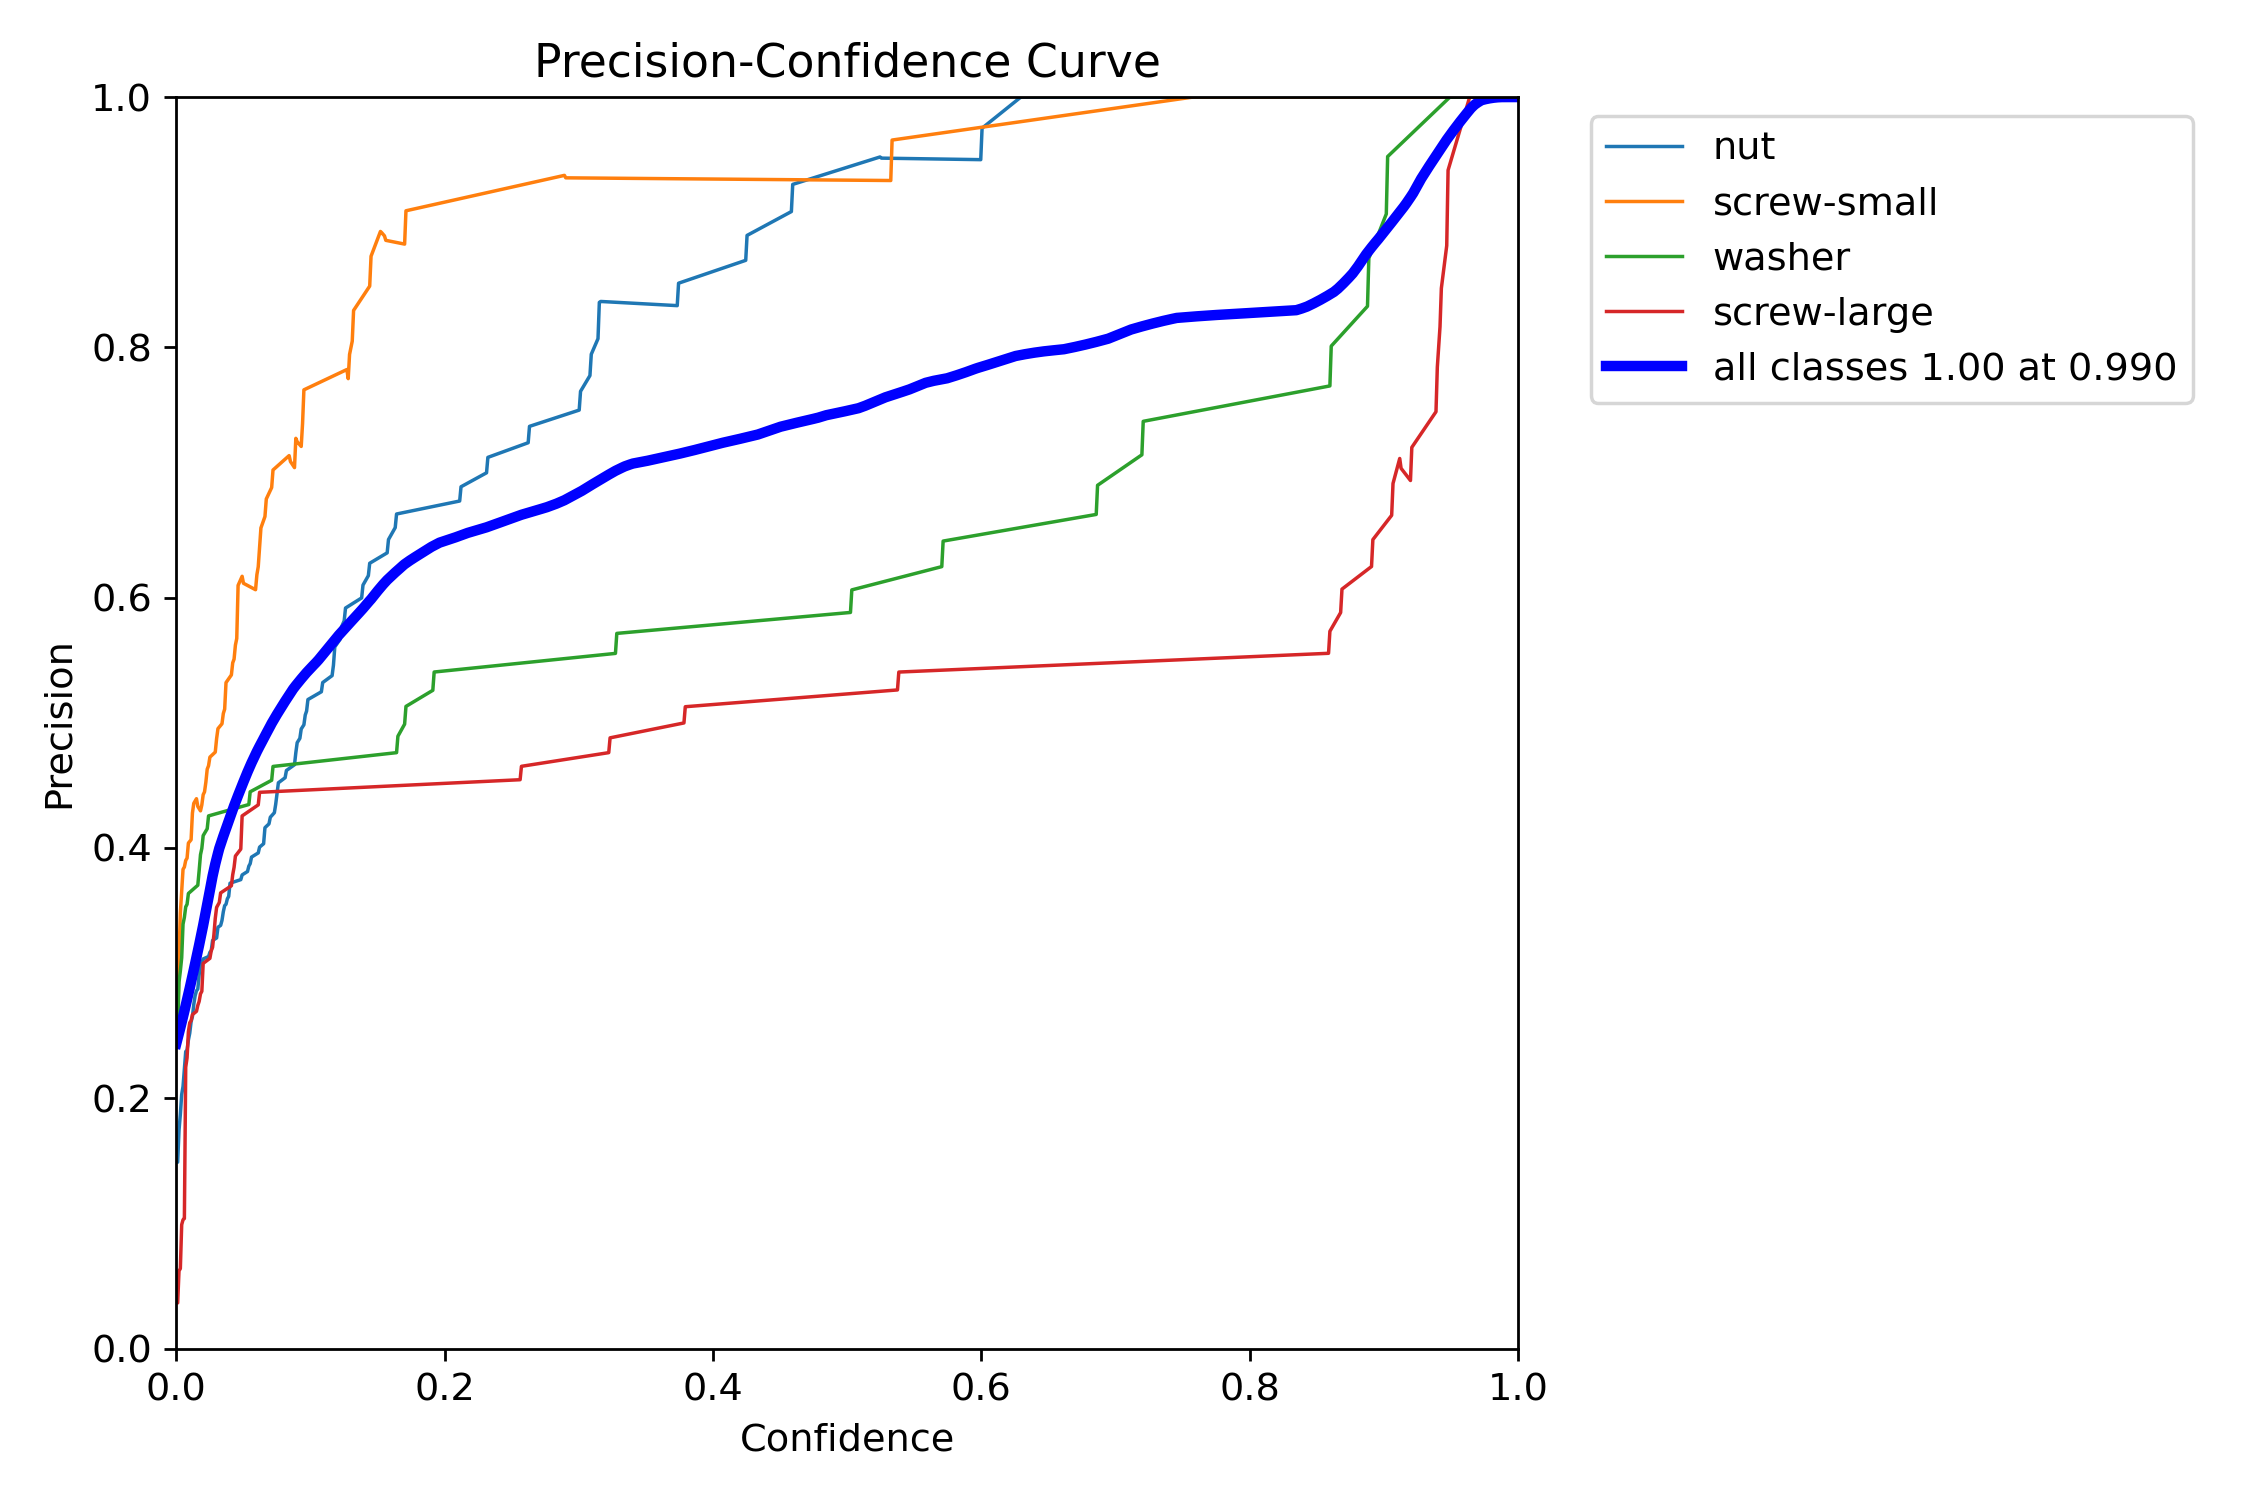 Precision-Confidence Curve
1.0
0.8
0.6
0.4
0.2
0.0
Precision
0.0 0.2 0.4 0.6 0.8 1.0
Confidence
nut
screw-small
washer
screw-large
all classes 1.00 at 0.990